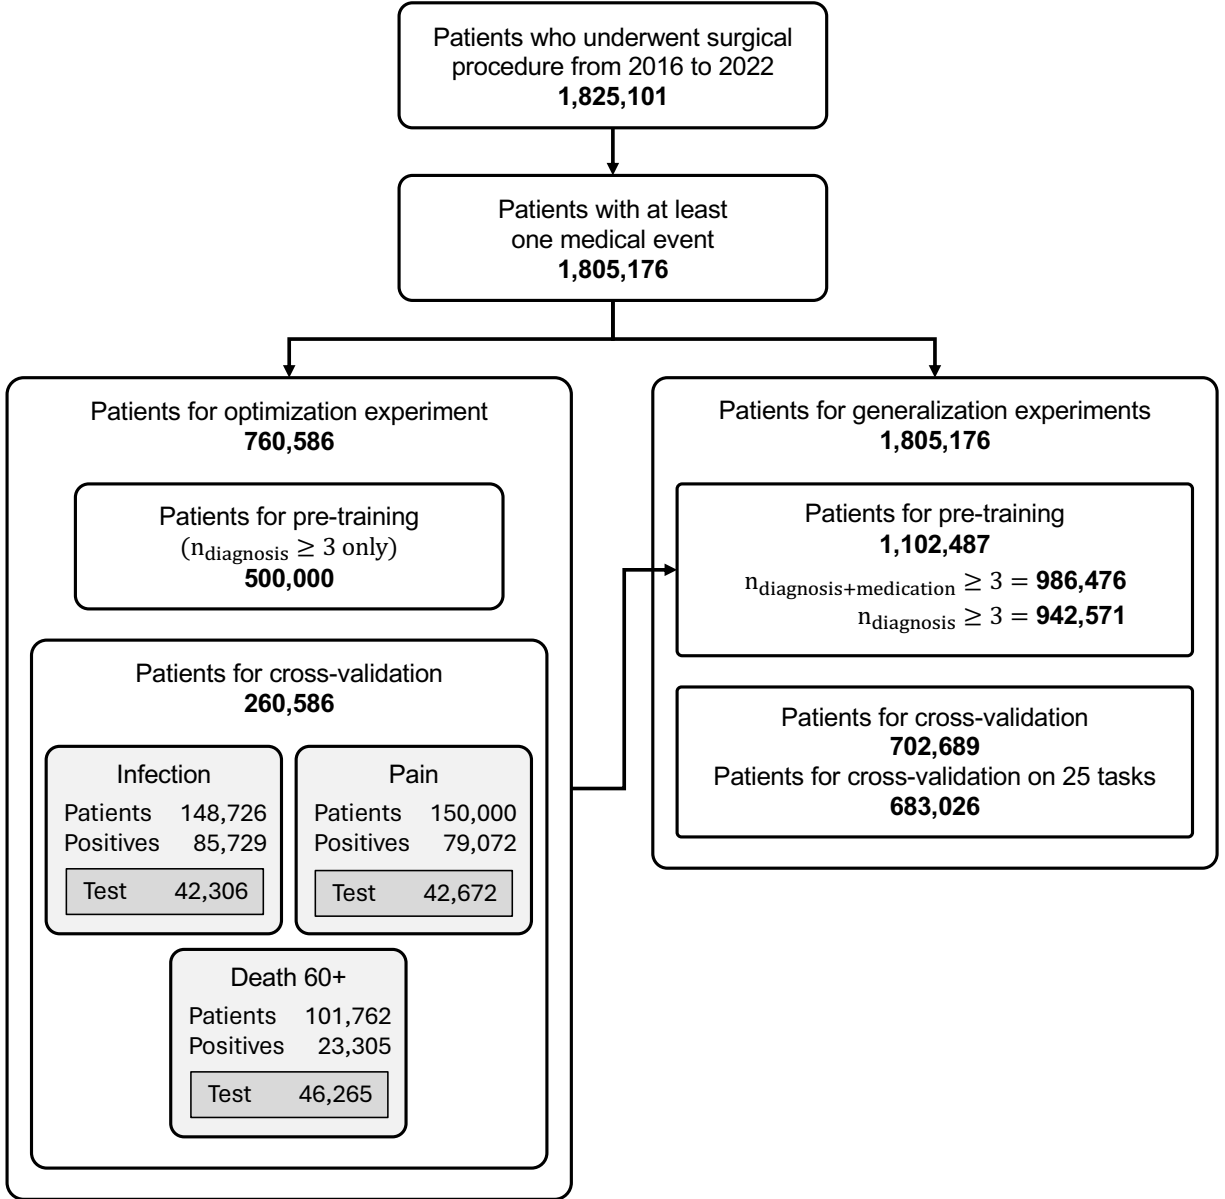 Patients who underwent surgical
procedure from 2016 to 2022
1,825,101
Patients with at least
one medical event
1,805,176
Patients for optimization experiment
760,586
Patients for pre-training
(n_diagnosis ≥ 3 only)
500,000
Patients for cross-validation
260,586
Infection
Patients 148,726
Positives 85,729
Test 42,306
Pain
Patients 150,000
Positives 79,072
Test 42,672
Death 60+
Patients 101,762
Positives 23,305
Test 46,265
Patients for generalization experiments
1,805,176
Patients for pre-training
1,102,487
n_diagnosis+medication ≥ 3 = 986,476
n_diagnosis ≥ 3 = 942,571
Patients for cross-validation
702,689
Patients for cross-validation on 25 tasks
683,026